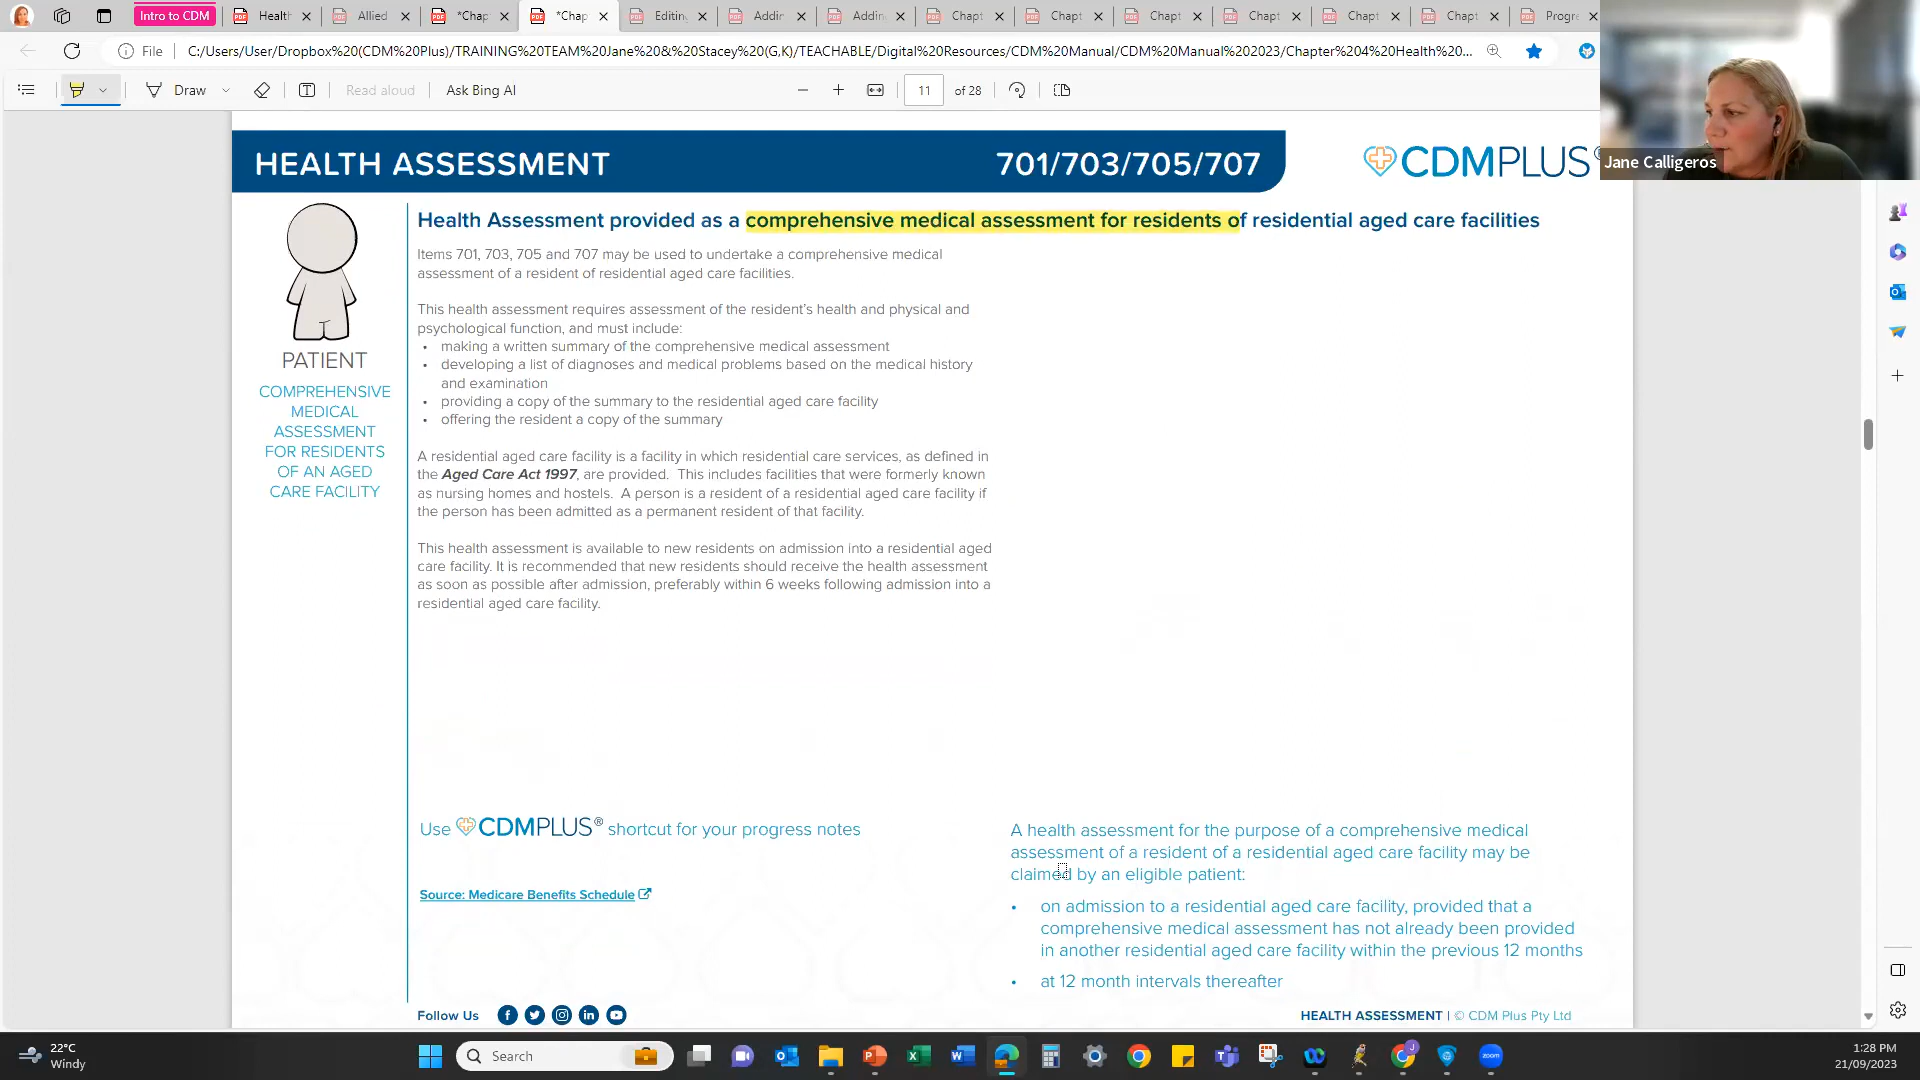 Intro to CDM
Health
Allied
*Chap
*Chap
Editin
Addin
Addin
Chapt
Chapt
Chapt
Chapt
Chapt
Chapt
Progr
File
C:/Users/User/Dropbox%20(CDM%20Plus)/TRAINING%20TEAM%20Jane%20&%20Stacey%20(G,K)/TEACHABLE/Digital%20Resources/CDM%20Manual/CDM%20Manual%202023/Chapter%204%20Health%20...
Draw
Read aloud
Ask Bing AI
11
of 28
Jane Calligeros
HEALTH ASSESSMENT
701/703/705/707
CDMPLUS®
Health Assessment provided as a comprehensive medical assessment for residents of residential aged care facilities
PATIENT
COMPREHENSIVE
MEDICAL
ASSESSMENT
FOR RESIDENTS
OF AN AGED
CARE FACILITY
Items 701, 703, 705 and 707 may be used to undertake a comprehensive medical
assessment of a resident of residential aged care facilities.
This health assessment requires assessment of the resident's health and physical and
psychological function, and must include:
• making a written summary of the comprehensive medical assessment
• developing a list of diagnoses and medical problems based on the medical history
and examination
• providing a copy of the summary to the residential aged care facility
• offering the resident a copy of the summary
A residential aged care facility is a facility in which residential care services, as defined in
the Aged Care Act 1997, are provided. This includes facilities that were formerly known
as nursing homes and hostels. A person is a resident of a residential aged care facility if
the person has been admitted as a permanent resident of that facility.
This health assessment is available to new residents on admission into a residential aged
care facility. It is recommended that new residents should receive the health assessment
as soon as possible after admission, preferably within 6 weeks following admission into a
residential aged care facility.
Use CDMPLUS® shortcut for your progress notes
Source: Medicare Benefits Schedule
A health assessment for the purpose of a comprehensive medical
assessment of a resident of a residential aged care facility may be
claimed by an eligible patient:
• on admission to a residential aged care facility, provided that a
comprehensive medical assessment has not already been provided
in another residential aged care facility within the previous 12 months
• at 12 month intervals thereafter
Follow Us
HEALTH ASSESSMENT | © CDM Plus Pty Ltd
22°C
Windy
Search
zoom
1:28 PM
21/09/2023